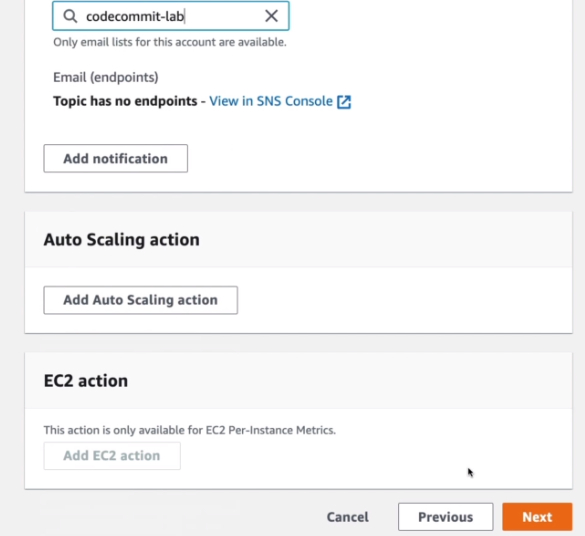 codecommit-lab
Only email lists for this account are available.
Email (endpoints)
Topic has no endpoints - View in SNS Console
Add notification
Auto Scaling action
Add Auto Scaling action
EC2 action
This action is only available for EC2 Per-Instance Metrics.
Add EC2 action
Cancel Previous Next